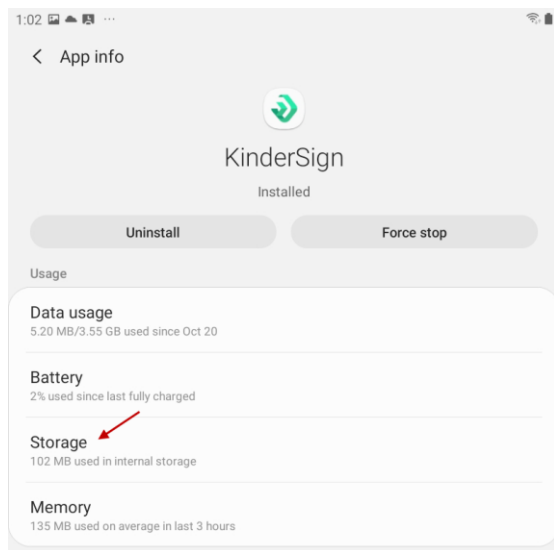 1:02
App info
KinderSign
Installed
Uninstall
Force stop
Usage
Data usage
5.20 MB/3.55 GB used since Oct 20
Battery
2% used since last fully charged
Storage
102 MB used in internal storage
Memory
135 MB used on average in last 3 hours